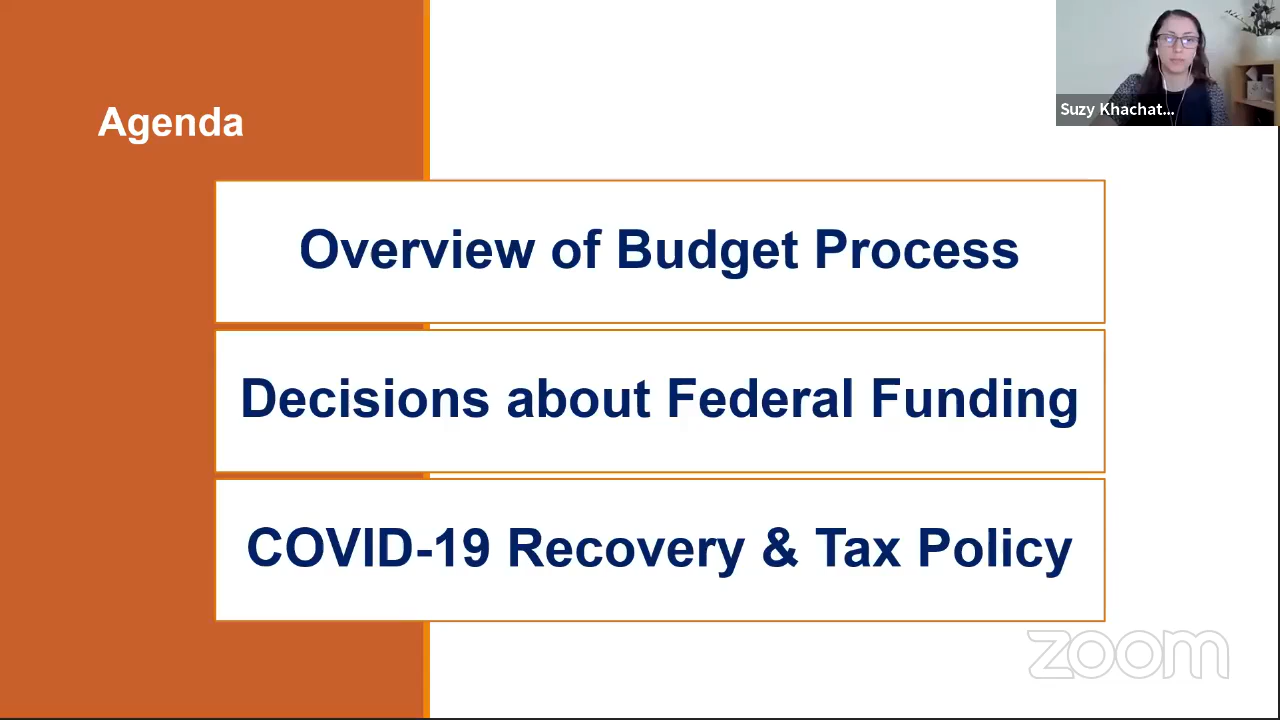 Agenda
Suzy Khachat...
Overview of Budget Process
Decisions about Federal Funding
COVID-19 Recovery & Tax Policy
zoom